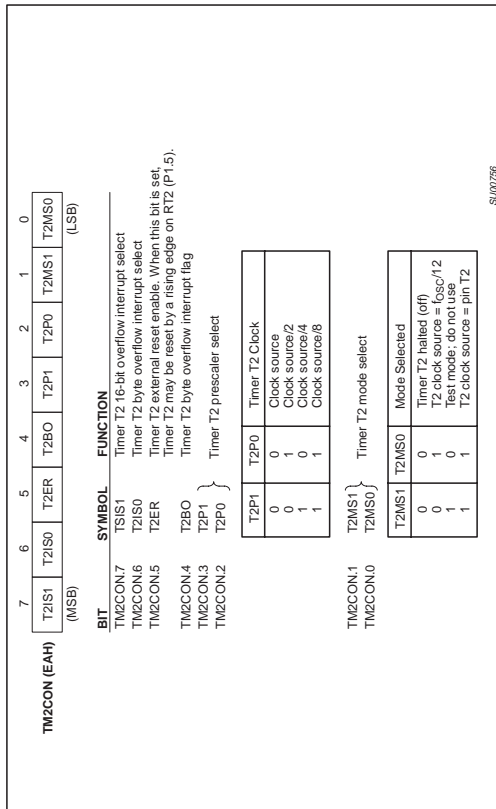 7 6 5 4 3 2 1 0
TM2CON (EAH) T2IS1 T2IS0 T2ER T2BO T2P1 T2P0 T2MS1 T2MS0
(MSB) (LSB)
BIT SYMBOL FUNCTION
TM2CON.7 TSIS1 Timer T2 16-bit overflow interrupt select
TM2CON.6 T2IS0 Timer T2 byte overflow interrupt select
TM2CON.5 T2ER Timer T2 external reset enable. When this bit is set,
Timer T2 may be reset by a rising edge on RT2 (P1.5).
TM2CON.4 T2BO Timer T2 byte overflow interrupt flag
TM2CON.3 T2P1
TM2CON.2 T2P0 } Timer T2 prescaler select
T2P1 T2P0 Timer T2 Clock
0 0 Clock source
0 1 Clock source/2
1 0 Clock source/4
1 1 Clock source/8
TM2CON.1 T2MS1
TM2CON.0 T2MS0 } Timer T2 mode select
T2MS1 T2MS0 Mode Selected
0 0 Timer T2 halted (off)
0 1 T2 clock source = fOSC/12
1 0 Test mode; do not use
1 1 T2 clock source = pin T2
SU00756